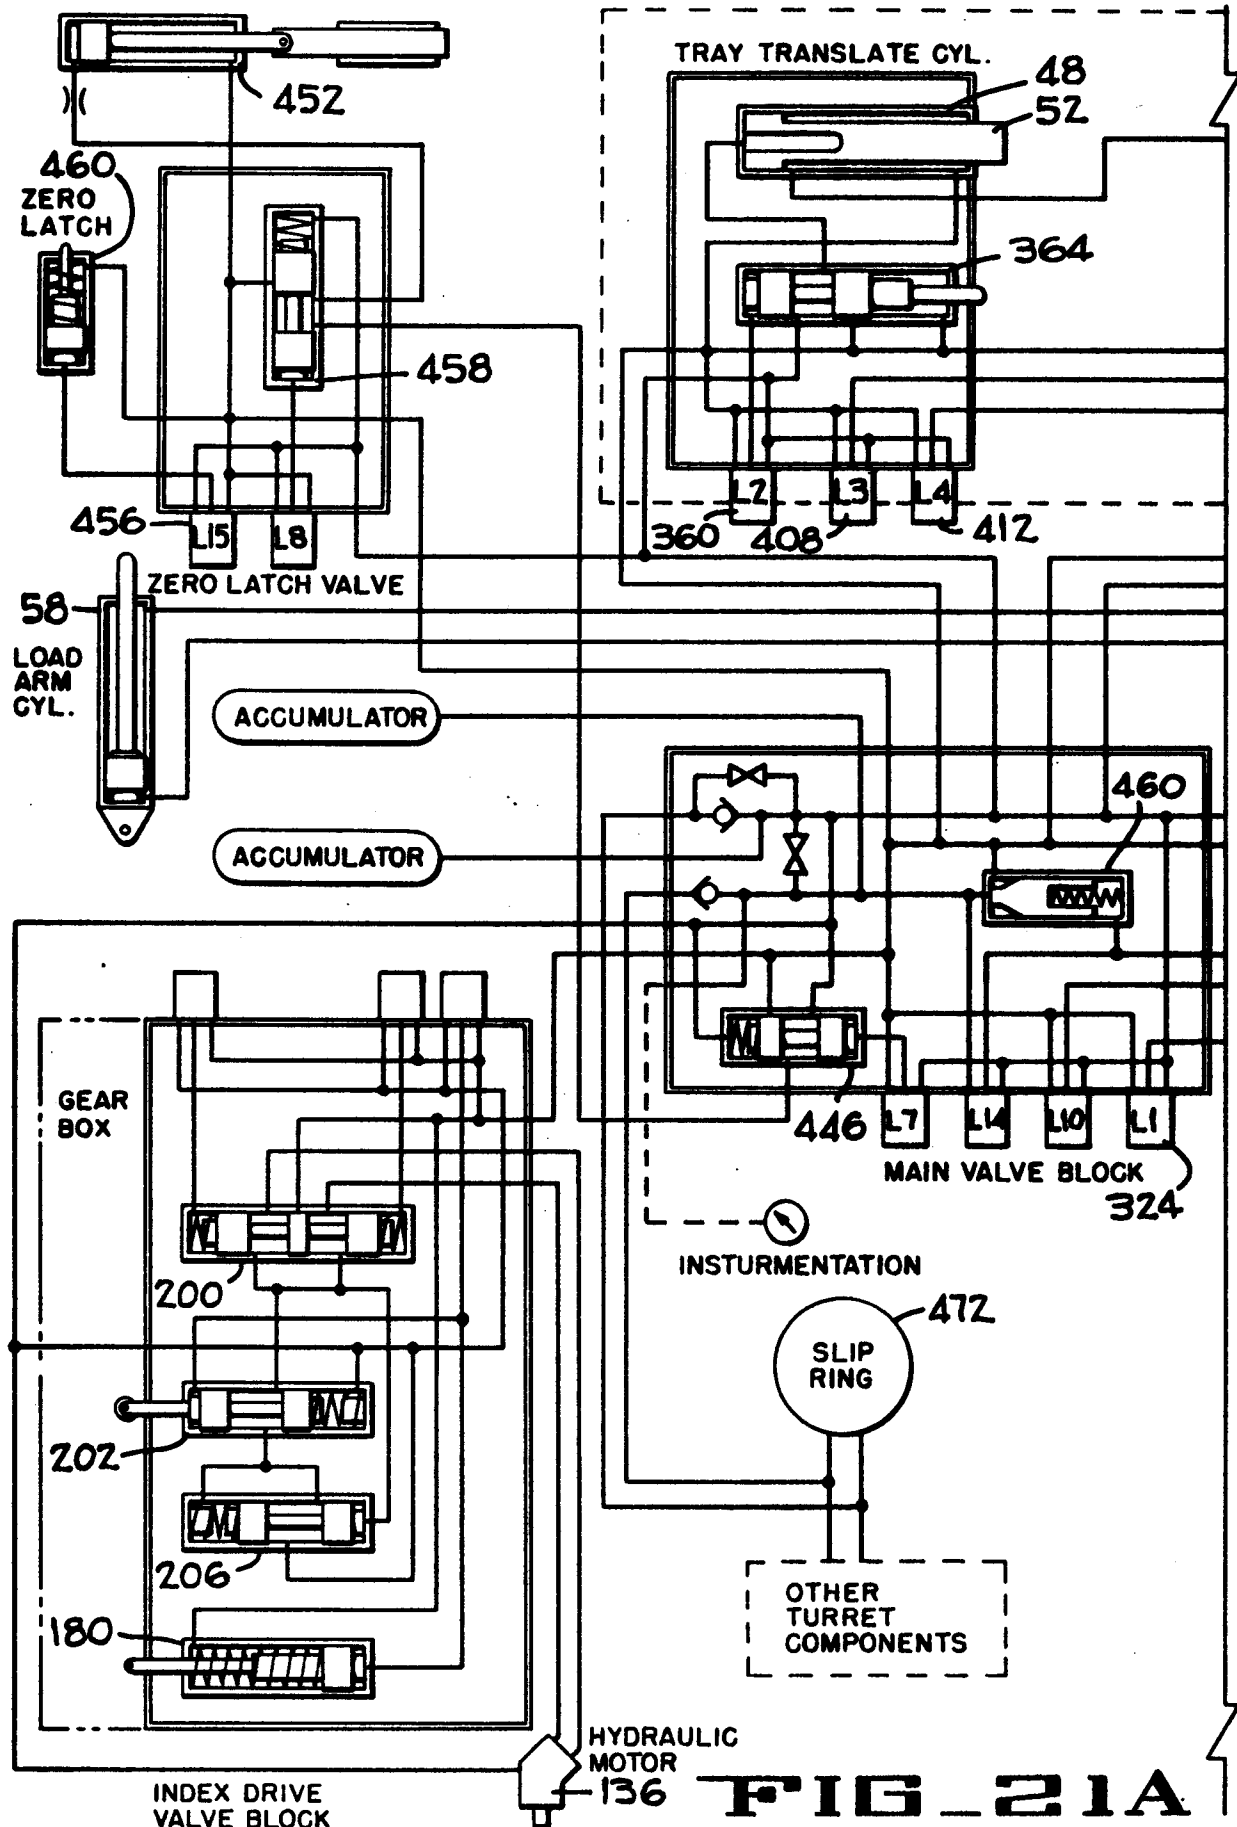 TRAY TRANSLATE CYL.
48
52
452
460
ZERO
LATCH
364
458
456
L15
L8
L2
L3
L4
360
408
412
ZERO LATCH VALVE
58
LOAD
ARM
CYL.
ACCUMULATOR
460
ACCUMULATOR
GEAR
BOX
446
L7
L14
L10
L1
MAIN VALVE BLOCK
324
INSTURMENTATION
200
472
SLIP
RING
202
206
OTHER
TURRET
COMPONENTS
180
HYDRAULIC
MOTOR
136
INDEX DRIVE
VALVE BLOCK
FIG_21A